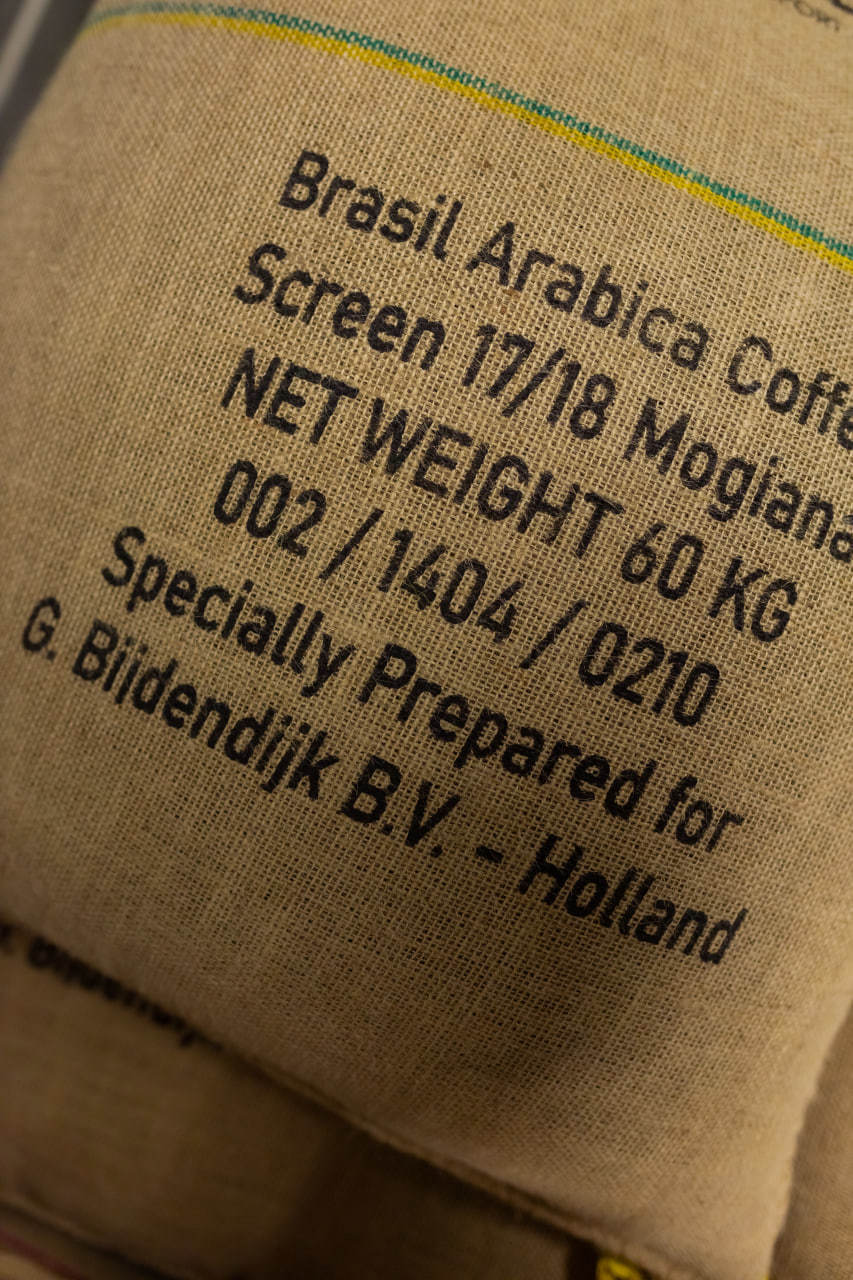 Brasil Arabica Coffe
Screen 17/18 Mogiana
NET WEIGHT 60 KG
002 / 1404 / 0210
Specially Prepared for
G. Bijdendijk B.V. - Holland